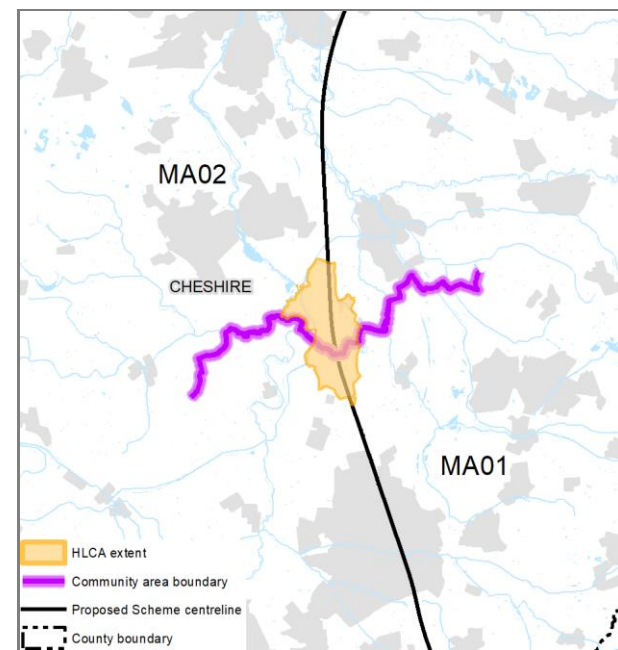 MA02
CHESHIRE
MA01
HLCA extent
Community area boundary
Proposed Scheme centreline
County boundary